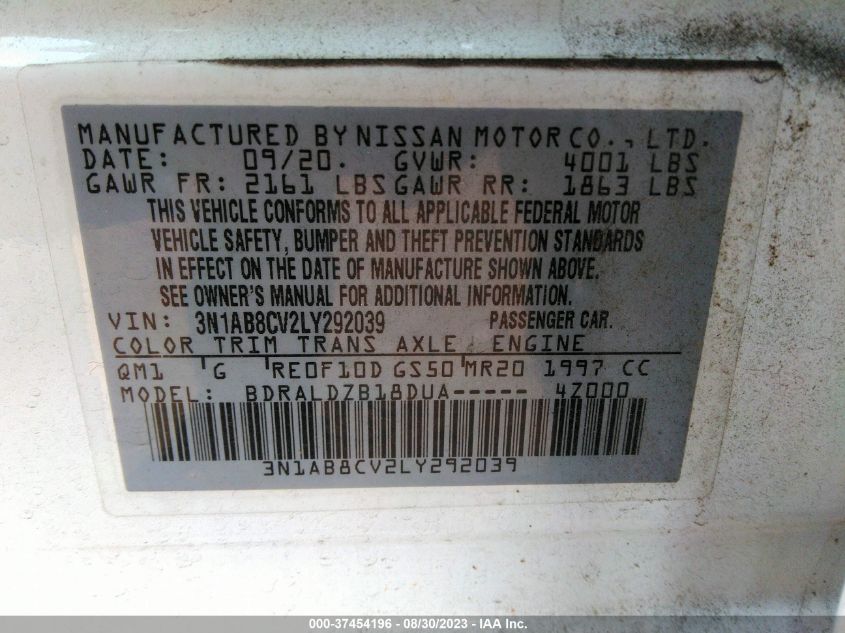 MANUFACTURED BY NISSAN MOTOR CO., LTD.
DATE: 09/20. GVWR: 4001 LBS
GAWR FR: 2161 LBS GAWR RR: 1863 LBS
THIS VEHICLE CONFORMS TO ALL APPLICABLE FEDERAL MOTOR
VEHICLE SAFETY, BUMPER AND THEFT PREVENTION STANDARDS
IN EFFECT ON THE DATE OF MANUFACTURE SHOWN ABOVE.
SEE OWNER'S MANUAL FOR ADDITIONAL INFORMATION.
VIN: 3N1AB8CV2LY292039 PASSENGER CAR.
COLOR TRIM TRANS AXLE ENGINE
QM1 G RE0F10D GS50 MR20 1997 CC
MODEL: BDRALDZB18DUA----- 4Z000
3N1AB8CV2LY292039
000-37454196 - 08/30/2023 - IAA Inc.